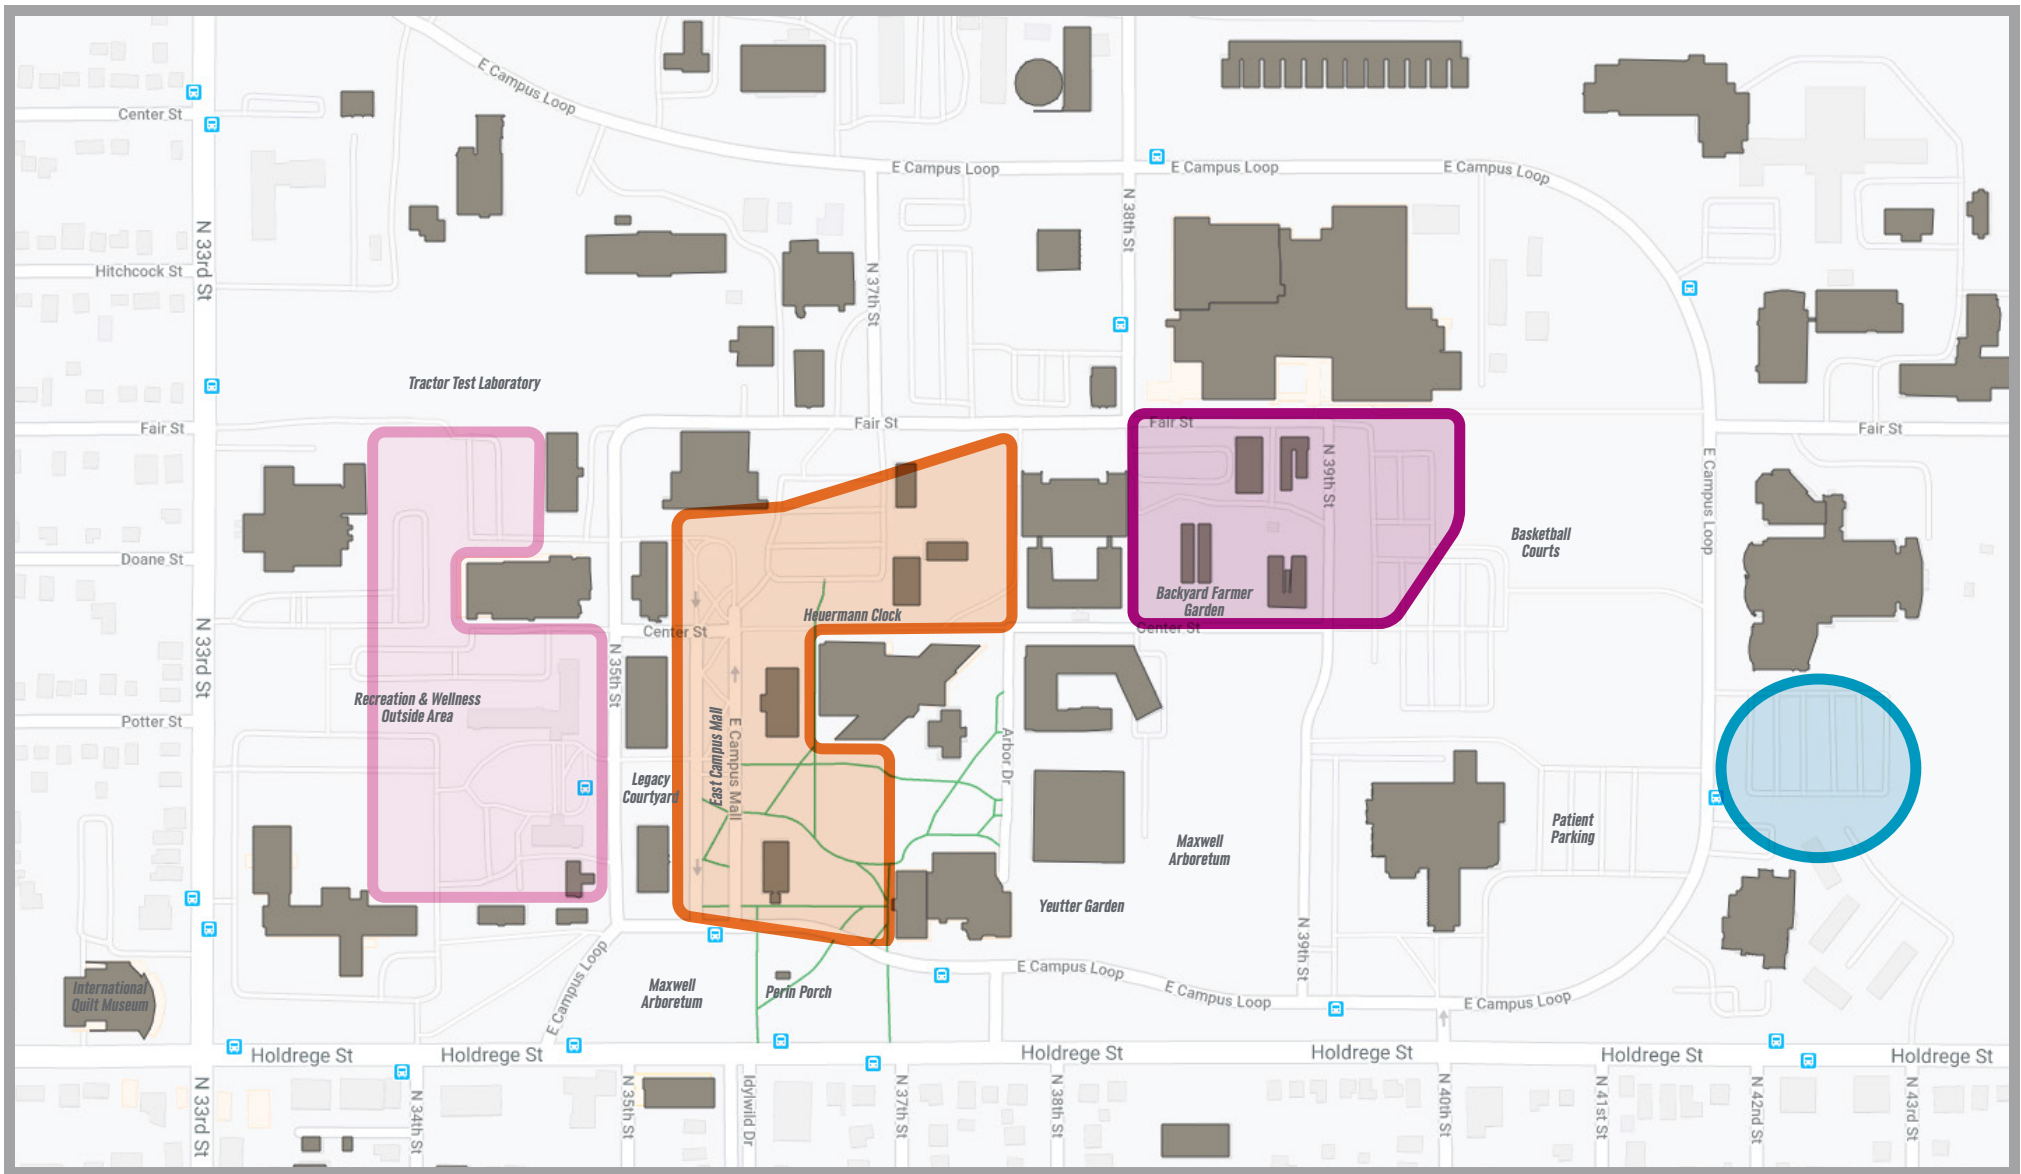 E Campus Loop
Center St
E Campus Loop
E Campus Loop
E Campus Loop
N 33rd St
N 38th St
Hitchcock St
N 37th St
Tractor Test Laboratory
Fair St
Fair St
Fair St
Fair St
N 39th St
E Campus Loop
Basketball
Courts
Doane St
Backyard Farmer
Garden
Heuermann Clock
Center St
Center St
N 33rd St
N 35th St
Recreation & Wellness
Outside Area
Potter St
East Campus Mall
E Campus Mall
Arbor Dr
Legacy
Courtyard
Patient
Parking
Maxwell
Arboretum
Yeutter Garden
N 39th St
E Campus Loop
E Campus Loop
E Campus Loop
E Campus Loop
International
Quilt Museum
Maxwell
Arboretum
Perin Porch
Holdrege St
Holdrege St
Holdrege St
Holdrege St
Holdrege St
Holdrege St
N 33rd St
N 34th St
N 35th St
Idylwild Dr
N 37th St
N 38th St
N 40th St
N 41st St
N 42nd St
N 43rd St